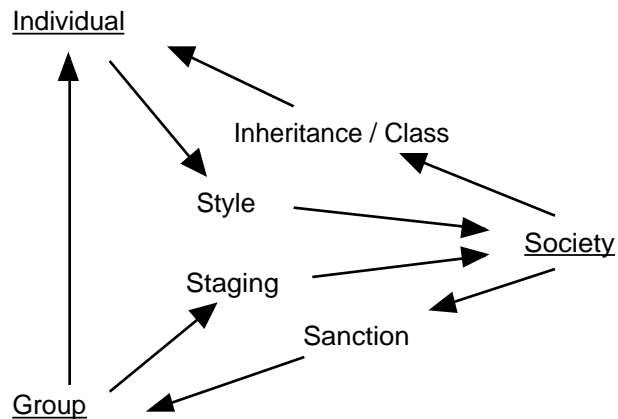 Individual
Inheritance / Class
Style
Society
Staging
Sanction
Group